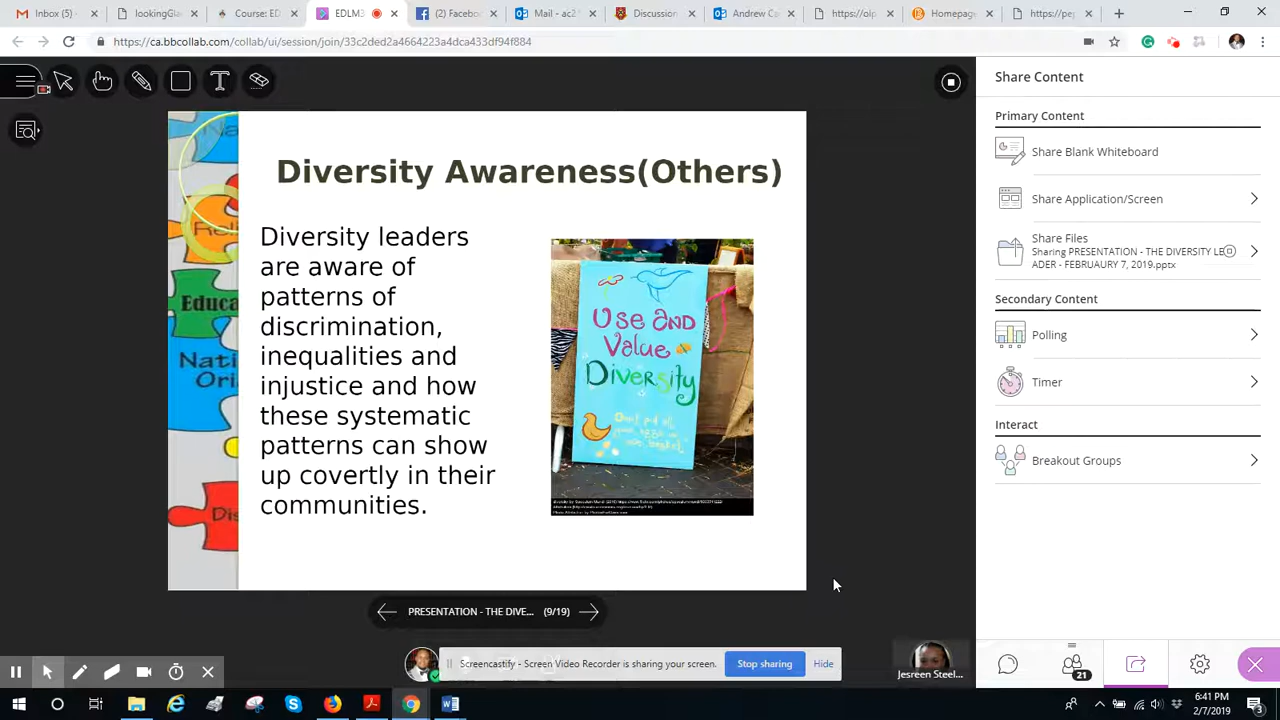 Inbox (5)
lookingGla
Course: ED
EDLM3
(2) Facebo
Mail - ac28
Discussion
Andrew Ca
https://oip
Homepage
https://pe
https://ca.bbcollab.com/collab/ui/session/join/33c2ded2a4664223a4dca433df94f884
Share Content
Primary Content
Share Blank Whiteboard
Share Application/Screen
Share Files
Sharing PRESENTATION - THE DIVERSITY LE
ADER - FEBRUAURY 7, 2019.pptx
Secondary Content
Polling
Timer
Interact
Breakout Groups
Educa
Nati
Ori
Dis
Diversity Awareness(Others)
Diversity leaders
are aware of
patterns of
discrimination,
inequalities and
injustice and how
these systematic
patterns can show
up covertly in their
communities.
Use and
Value
Diversity
PRESENTATION - THE DIVE... (9/19)
Screencastify - Screen Video Recorder is sharing your screen.
Stop sharing
Hide
Jesreen Steel...
21
6:41 PM
2/7/2019